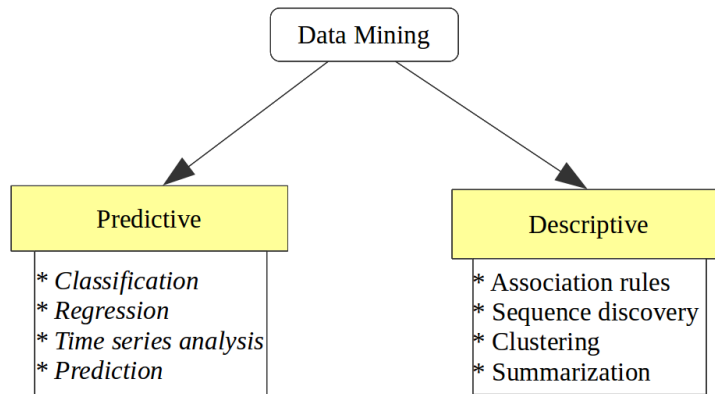 Data Mining
Predictive
* Classification
* Regression
* Time series analysis
* Prediction
Descriptive
* Association rules
* Sequence discovery
* Clustering
* Summarization